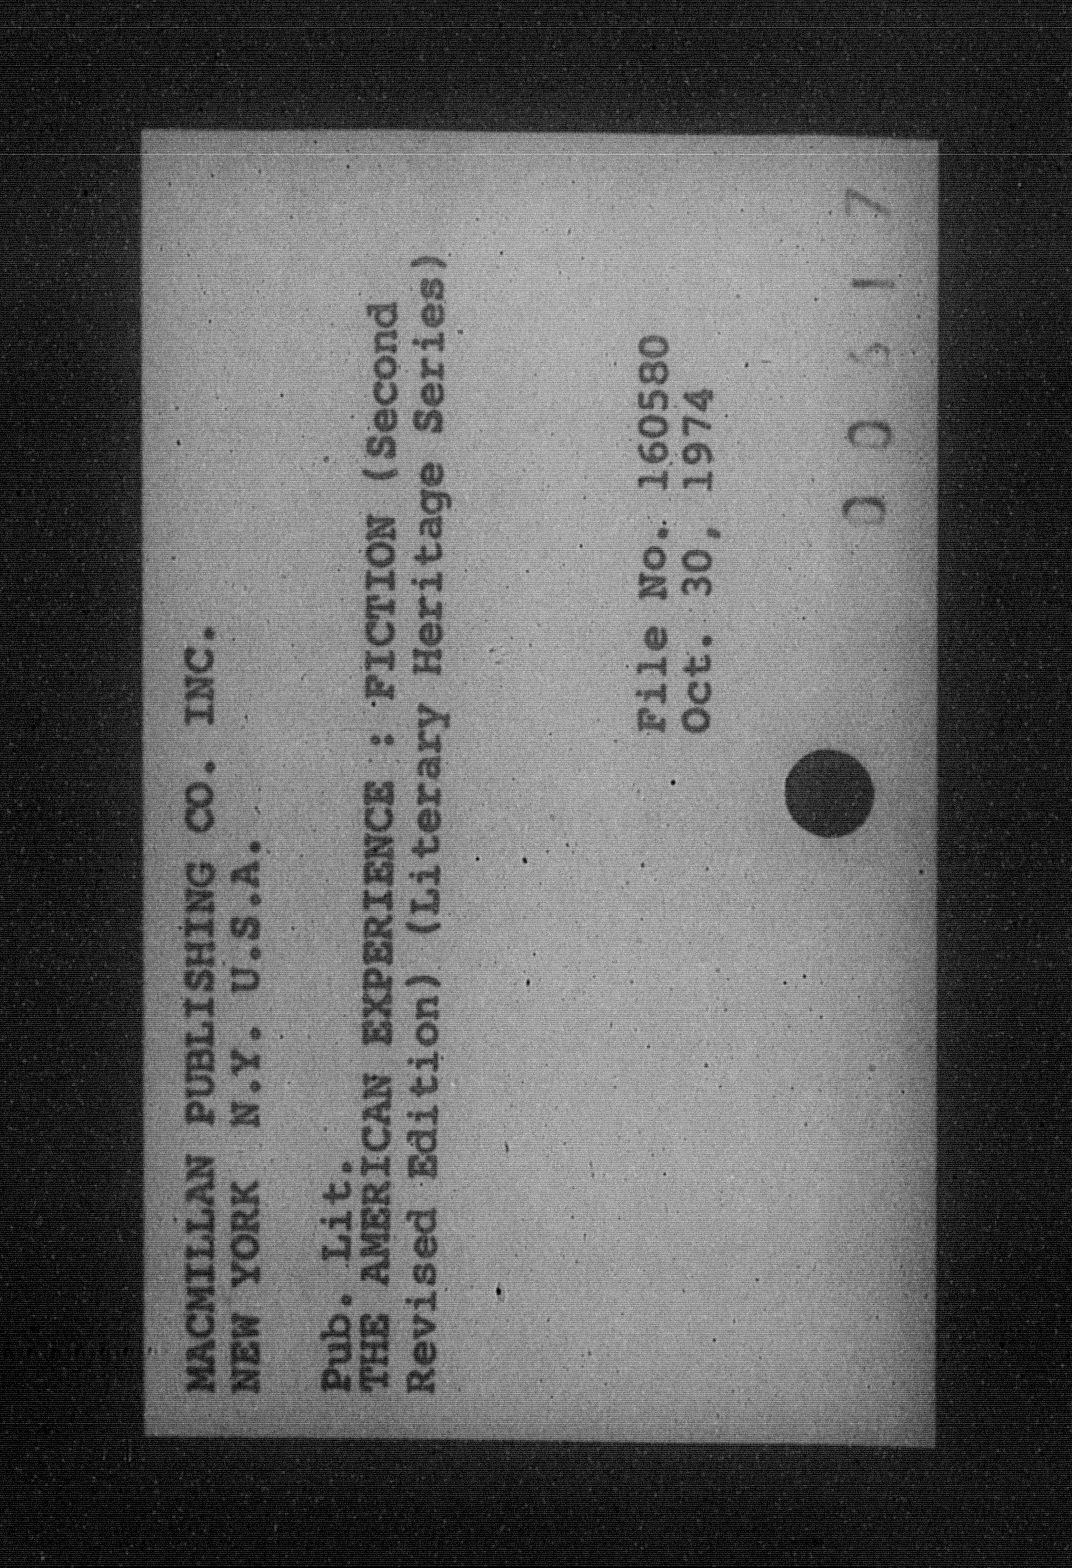 MACMILLAN PUBLISHING CO. INC.
NEW YORK N.Y. U.S.A.
Pub. Lit.
THE AMERICAN EXPERIENCE : FICTION (Second
Revised Edition) (Literary Heritage Series)
File No. 160580
Oct. 30, 1974
00617